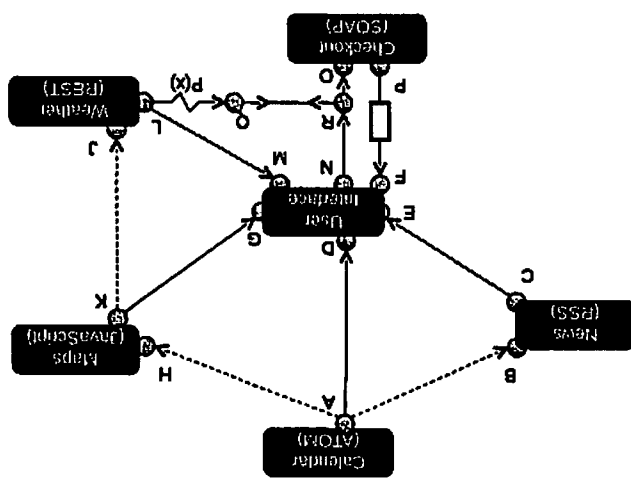 Calendar
(ATOM)
A
B
H
News
(RSS)
Maps
(JavaScript)
C
K
D
E
G
User
Interface
F
N
M
J
L
P
R
Q
P(x)
O
Weather
(REST)
Checkout
(SOAP)